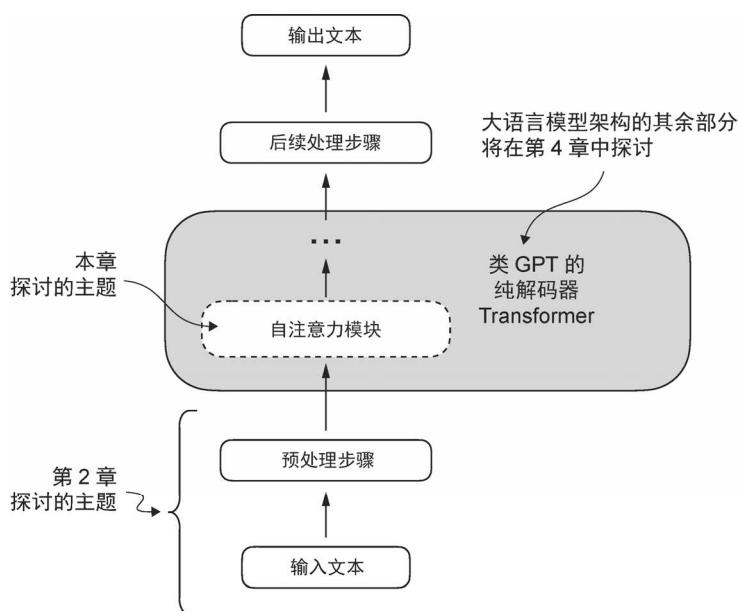 输出文本
后续处理步骤
大语言模型架构的其余部分
将在第 4 章中探讨
...
类 GPT 的
纯解码器
Transformer
本章
探讨的主题
自注意力模块
预处理步骤
第 2 章
探讨的主题
输入文本